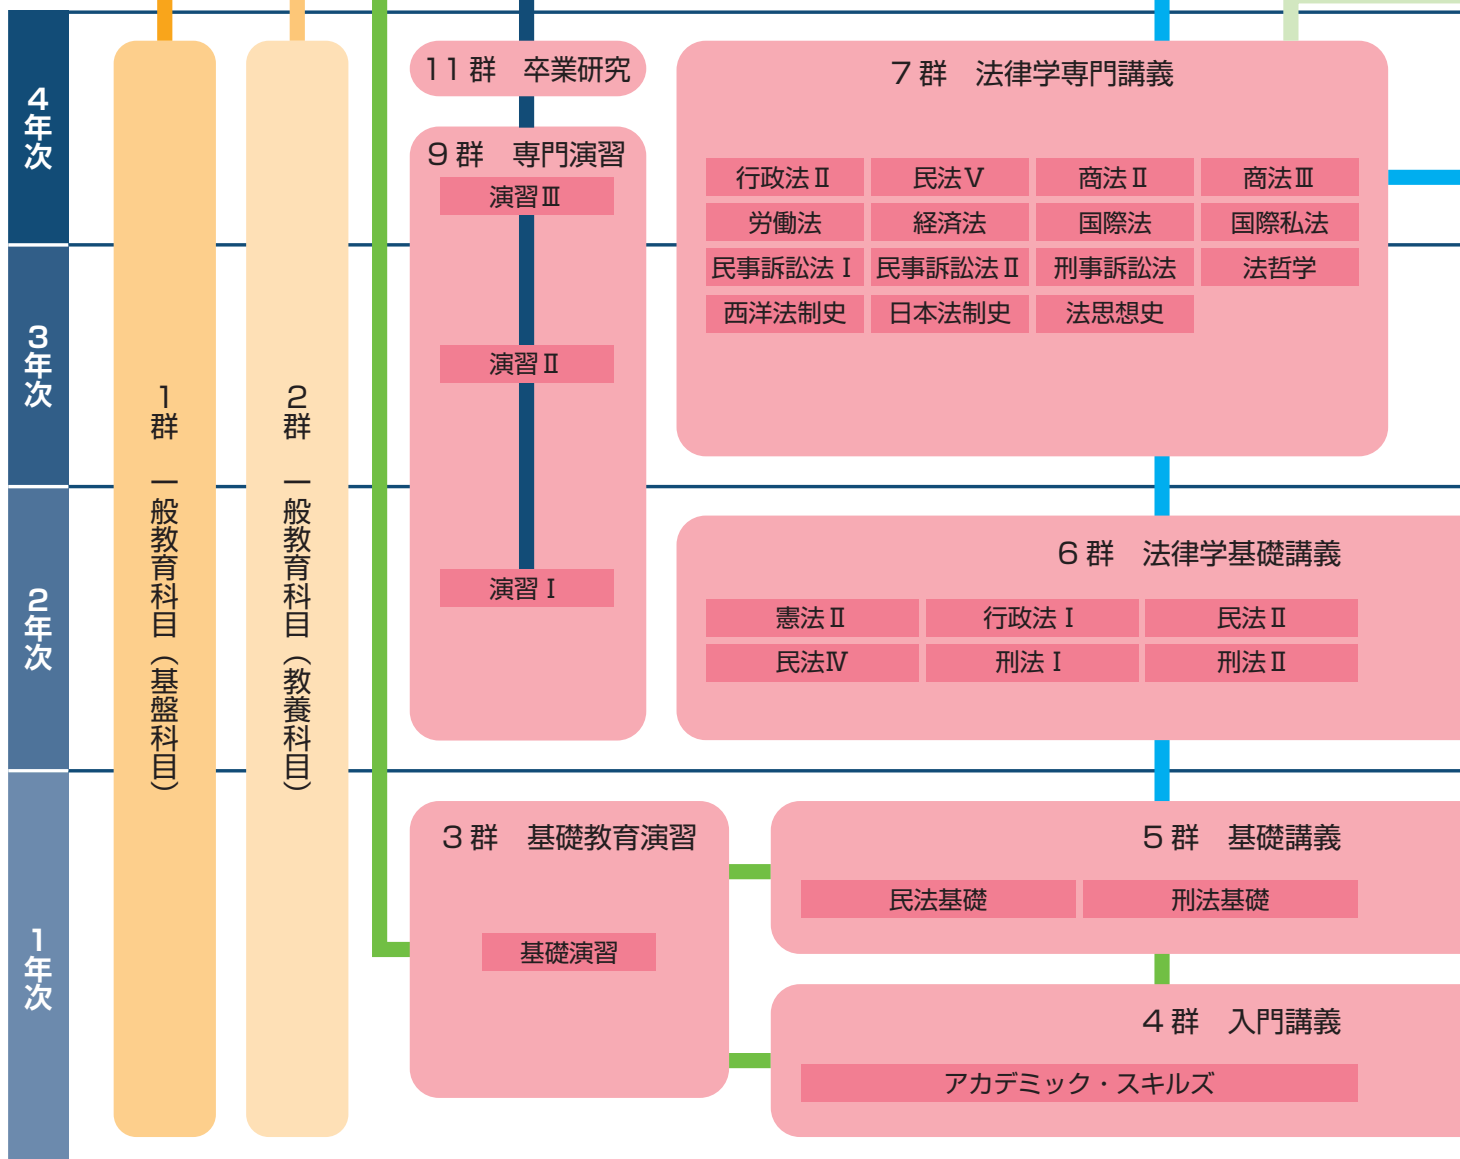 4年次
3年次
2年次
1年次
1群 一般教育科目（基盤科目）
2群 一般教育科目（教養科目）
11群 卒業研究
9群 専門演習
演習Ⅲ
演習Ⅱ
演習Ⅰ
7群 法律学専門講義
行政法Ⅱ 民法Ⅴ 商法Ⅱ 商法Ⅲ
労働法 経済法 国際法 国際私法
民事訴訟法Ⅰ 民事訴訟法Ⅱ 刑事訴訟法 法哲学
西洋法制史 日本法制史 法思想史
6群 法律学基礎講義
憲法Ⅱ 行政法Ⅰ 民法Ⅱ
民法Ⅳ 刑法Ⅰ 刑法Ⅱ
3群 基礎教育演習
基礎演習
5群 基礎講義
民法基礎 刑法基礎
4群 入門講義
アカデミック・スキルズ